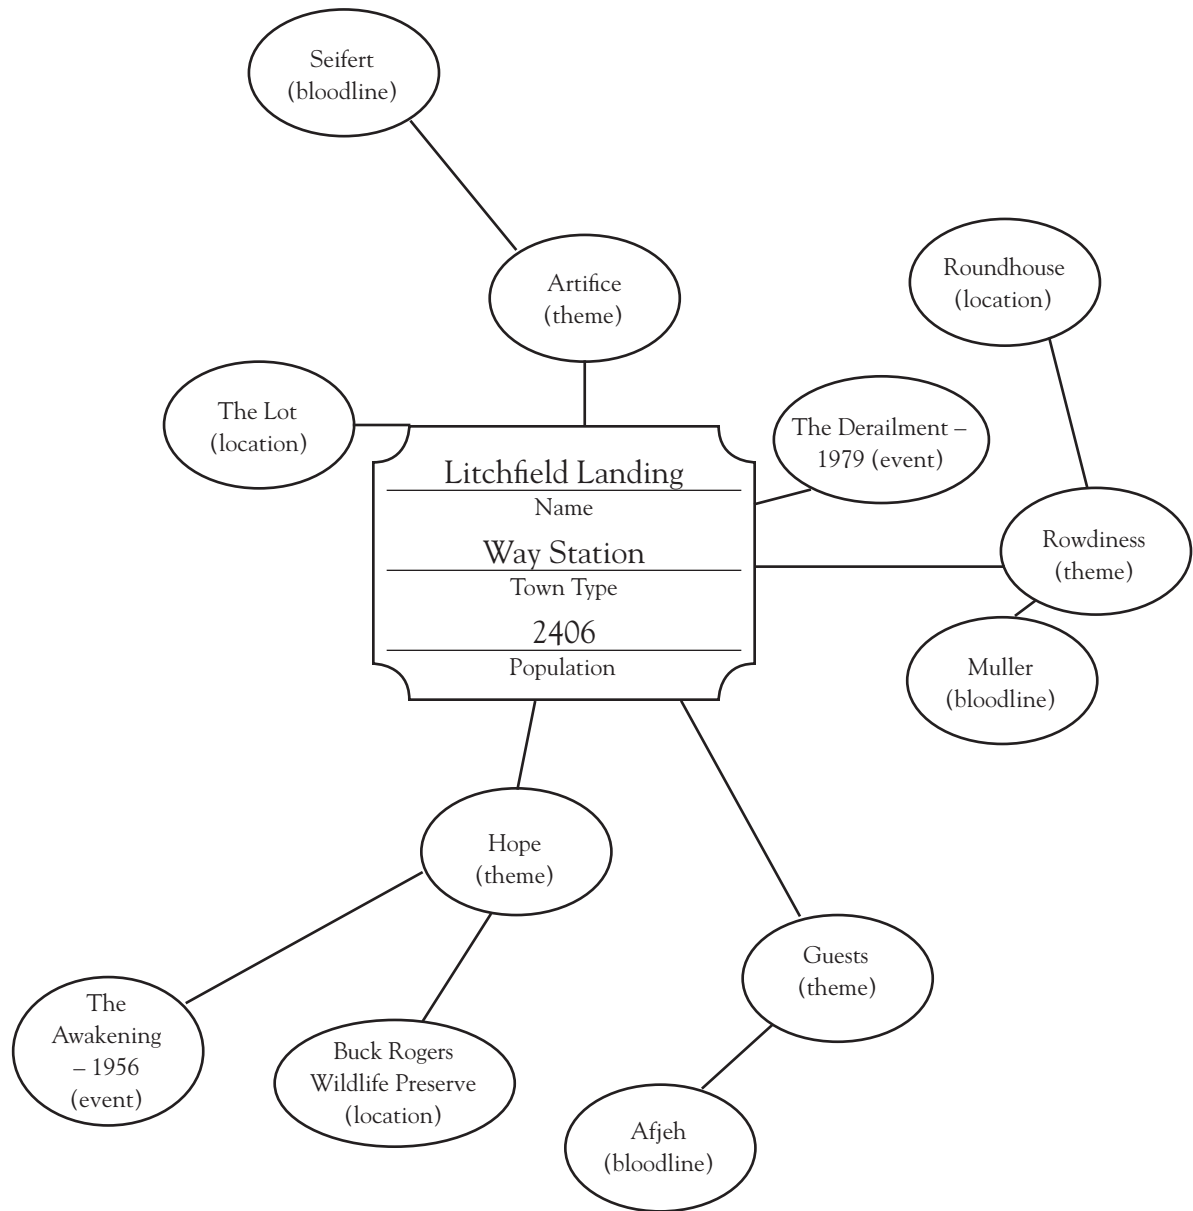 Seifert
(bloodline)
Artifice
(theme)
Roundhouse
(location)
The Lot
(location)
The Derailment –
1979 (event)
Litchfield Landing
Name
Way Station
Town Type
2406
Population
Rowdiness
(theme)
Muller
(bloodline)
Hope
(theme)
Guests
(theme)
The
Awakening
– 1956
(event)
Buck Rogers
Wildlife Preserve
(location)
Afjeh
(bloodline)